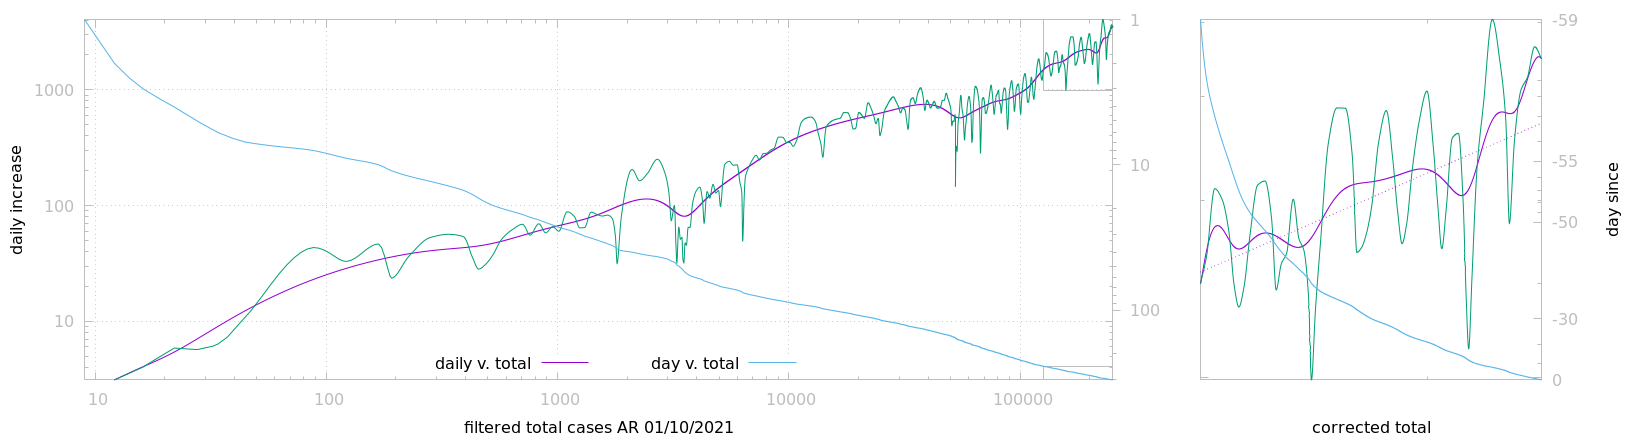 1 -59
1000
10 -55
daily increase
100 -50
day since
10
100 -30
daily v. total day v. total
0
10 100 1000 10000 100000
filtered total cases AR 01/10/2021 corrected total